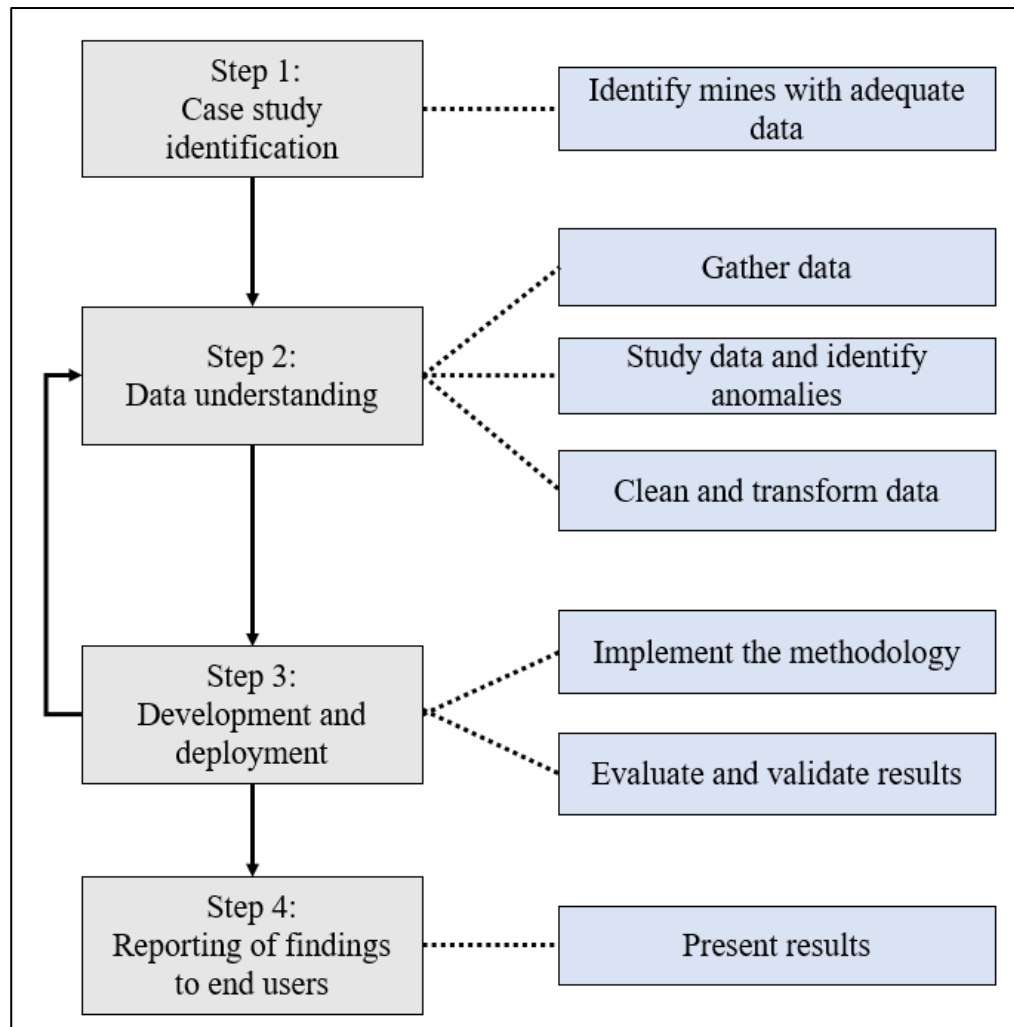 Step 1:
Case study
identification
Identify mines with adequate
data
Step 2:
Data understanding
Gather data
Study data and identify
anomalies
Clean and transform data
Step 3:
Development and
deployment
Implement the methodology
Evaluate and validate results
Step 4:
Reporting of findings
to end users
Present results